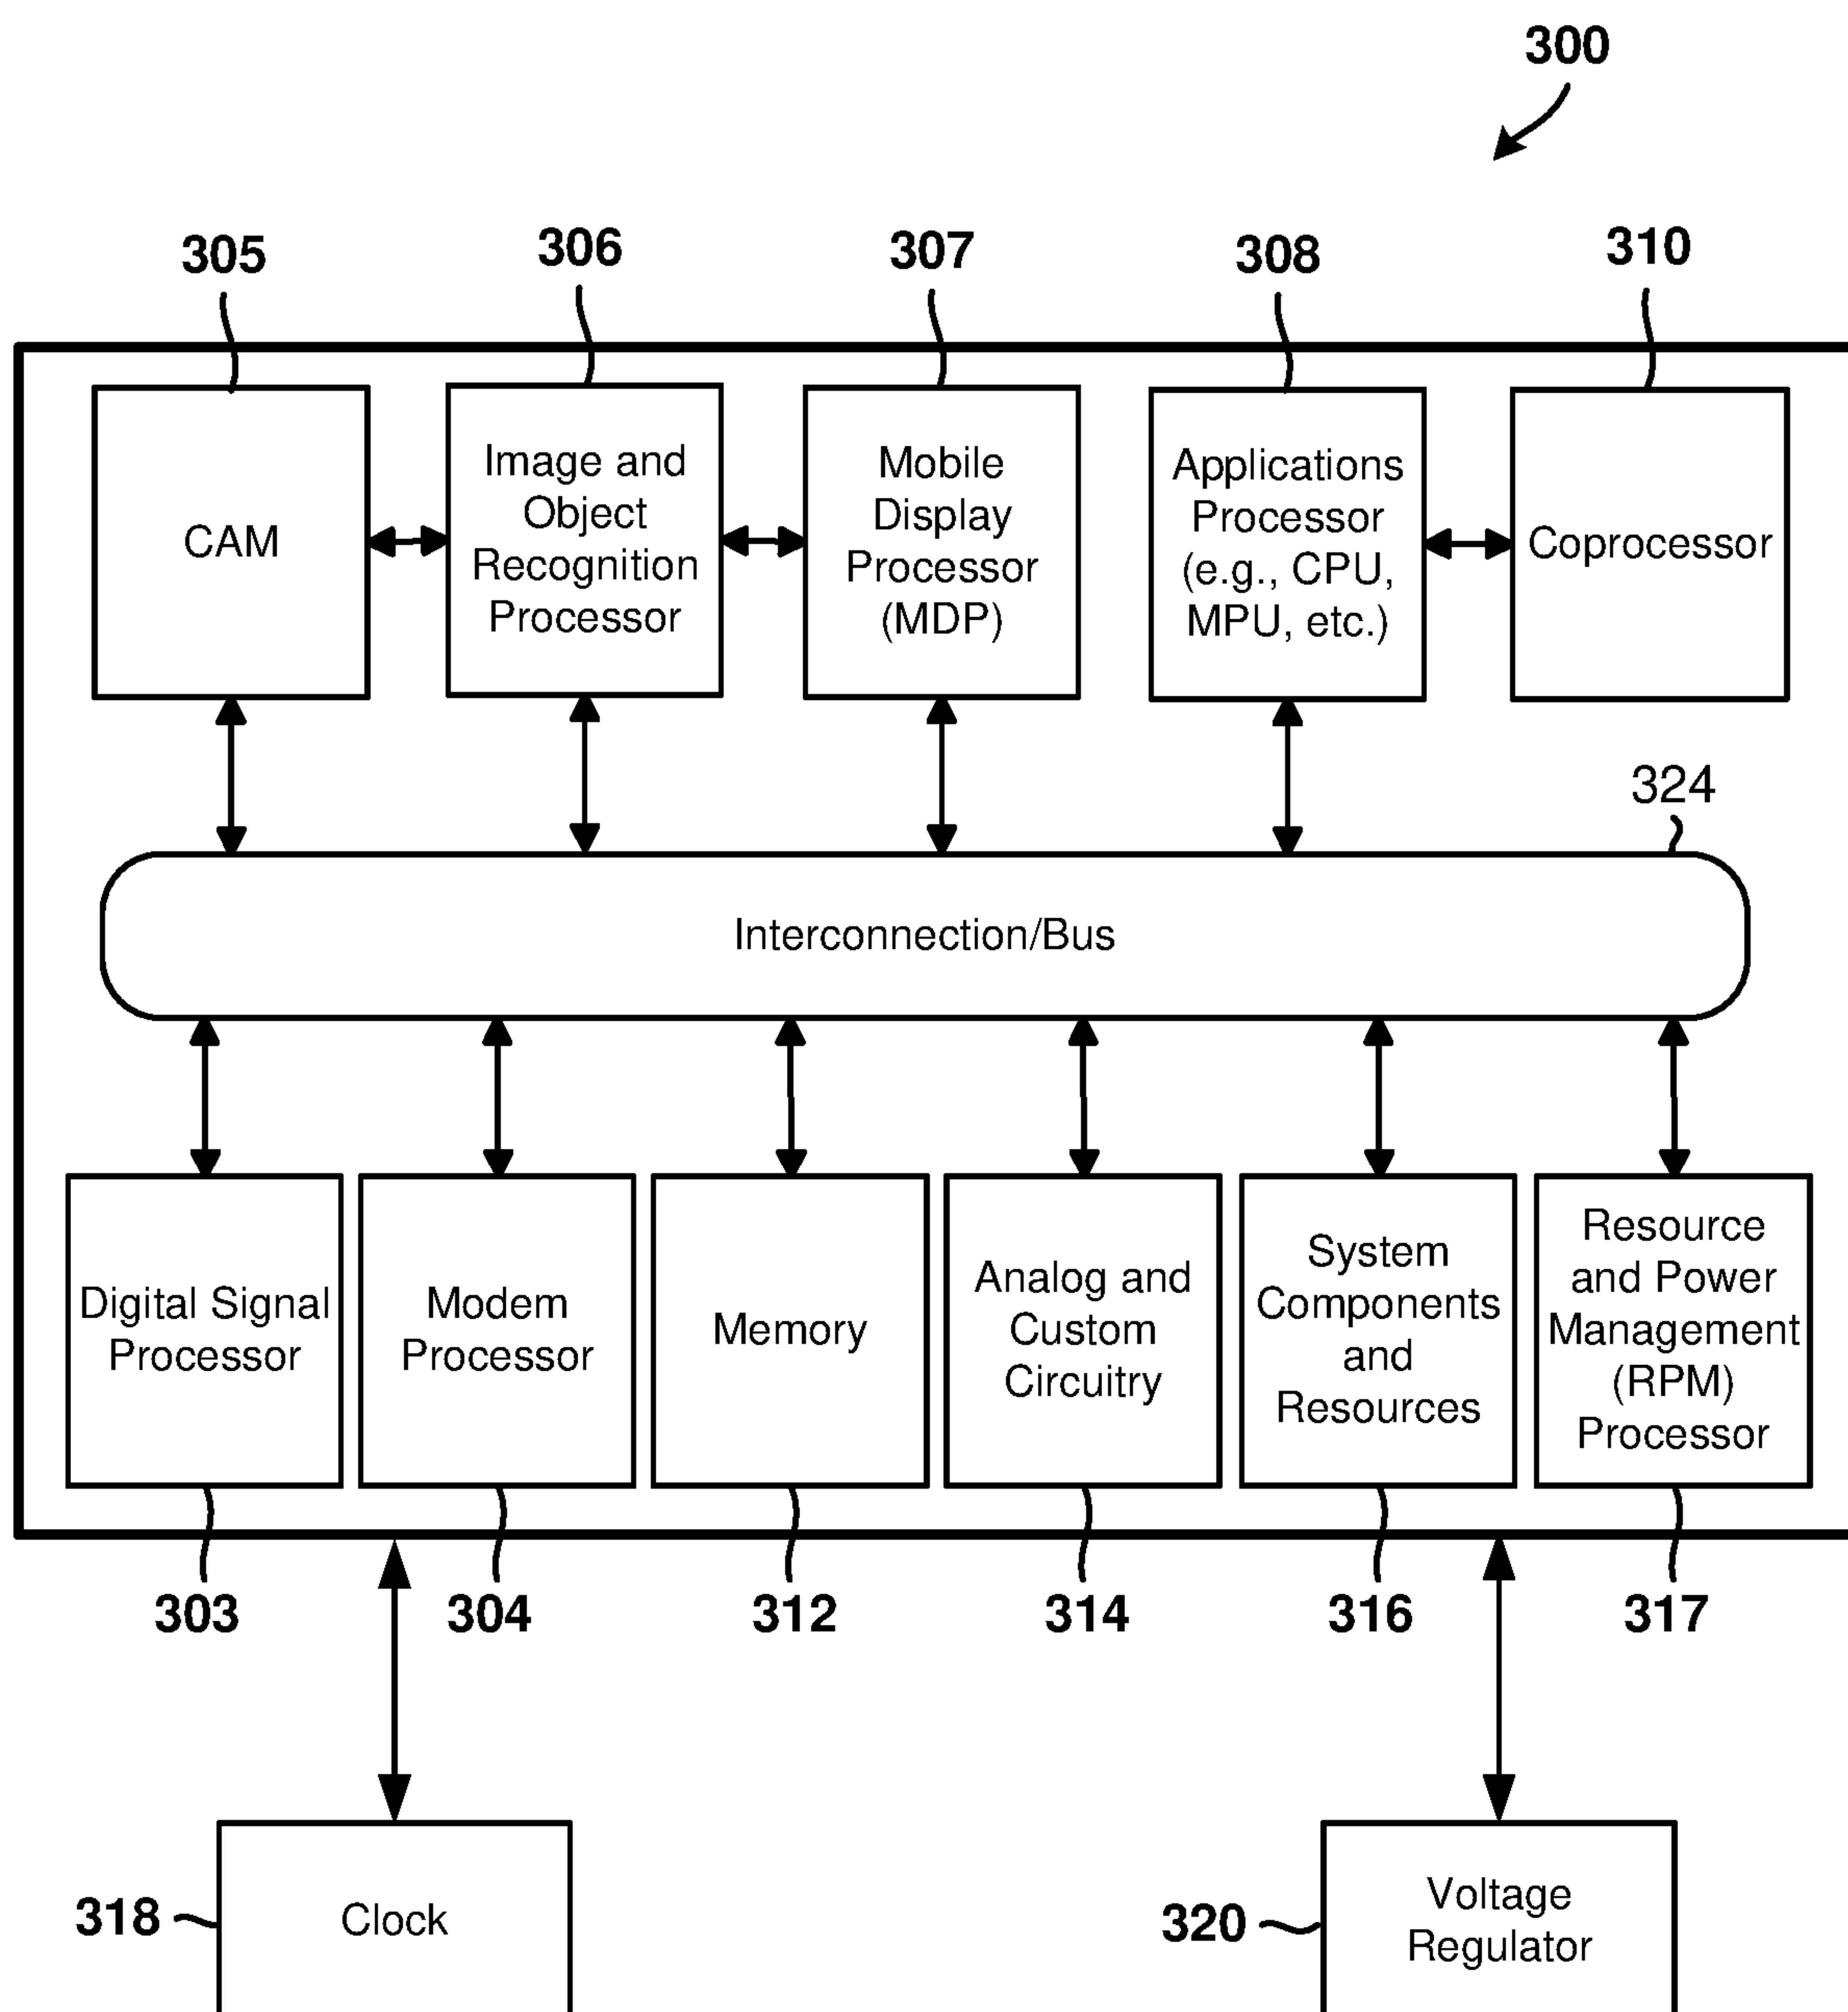 300
305
306
307
308
310
CAM
Image and
Object
Recognition
Processor
Mobile
Display
Processor
(MDP)
Applications
Processor
(e.g., CPU,
MPU, etc.)
Coprocessor
324
Interconnection/Bus
Digital Signal
Processor
Modem
Processor
Memory
Analog and
Custom
Circuitry
System
Components
and
Resources
Resource
and Power
Management
(RPM)
Processor
303
304
312
314
316
317
318
Clock
320
Voltage
Regulator